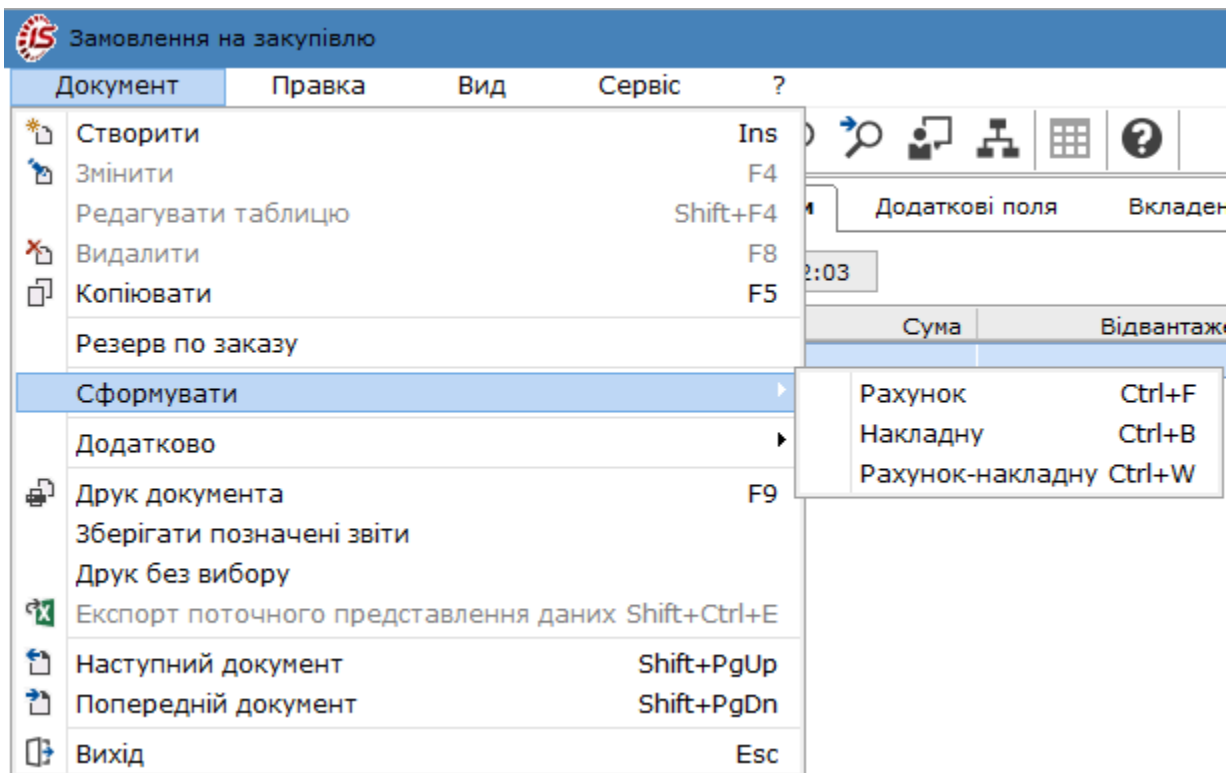 Замовлення на закупівлю
Документ Правка Вид Сервіс ?
Створити Ins
Змінити F4
Редагувати таблицю Shift+F4
Додаткові поля
Видалити F8
2:03
Копіювати F5
Сума
Резерв по заказу
Сформувати
Рахунок Ctrl+F
Накладну Ctrl+B
Рахунок-накладну Ctrl+W
Додатково
Друк документа F9
Зберігати позначені звіти
Друк без вибору
Експорт поточного представлення даних Shift+Ctrl+E
Наступний документ Shift+PgUp
Попередній документ Shift+PgDn
Вихід Esc